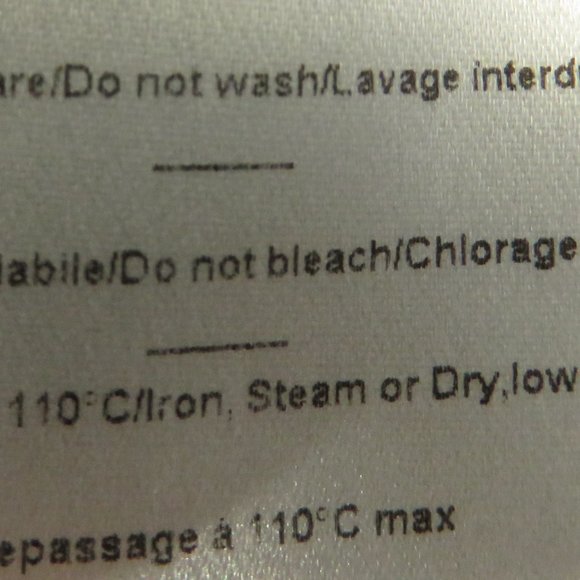 are/Do not wash/Lavage interd
labile/Do not bleach/Chlorage
110°C/Iron, Steam or Dry,low
epassage à 110°C max